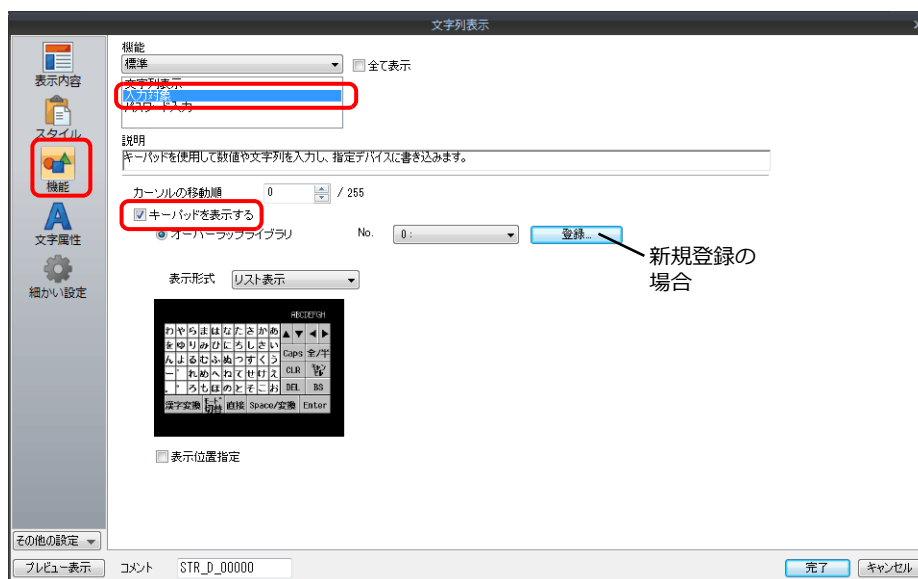 文字列表示
表示内容
スタイル
機能
文字属性
細かい設定
その他の設定
プレビュー表示
機能
標準
全て表示
文字列表示
入力対象
パスワード入力
説明
キーパッドを使用して数値や文字列を入力し、指定デバイスに書き込みます。
カーソルの移動順 0 / 255
キーパッドを表示する
オーバーラップライブラリ No. 0 : 登録...
新規登録の
場合
表示形式 リスト表示
ABCDEFGH
わやらまはなたさかあ▲▼◀▶
をゆりみひにちしきい
んよるむふぬつすくう Caps 全/半
ー゛れめへねてせけえ CLR
。゜ろもほのとそこお DEL BS
漢字変換 モード切替 直接 Space/変換 Enter
表示位置指定
コメント STR_D_00000
完了 キャンセル